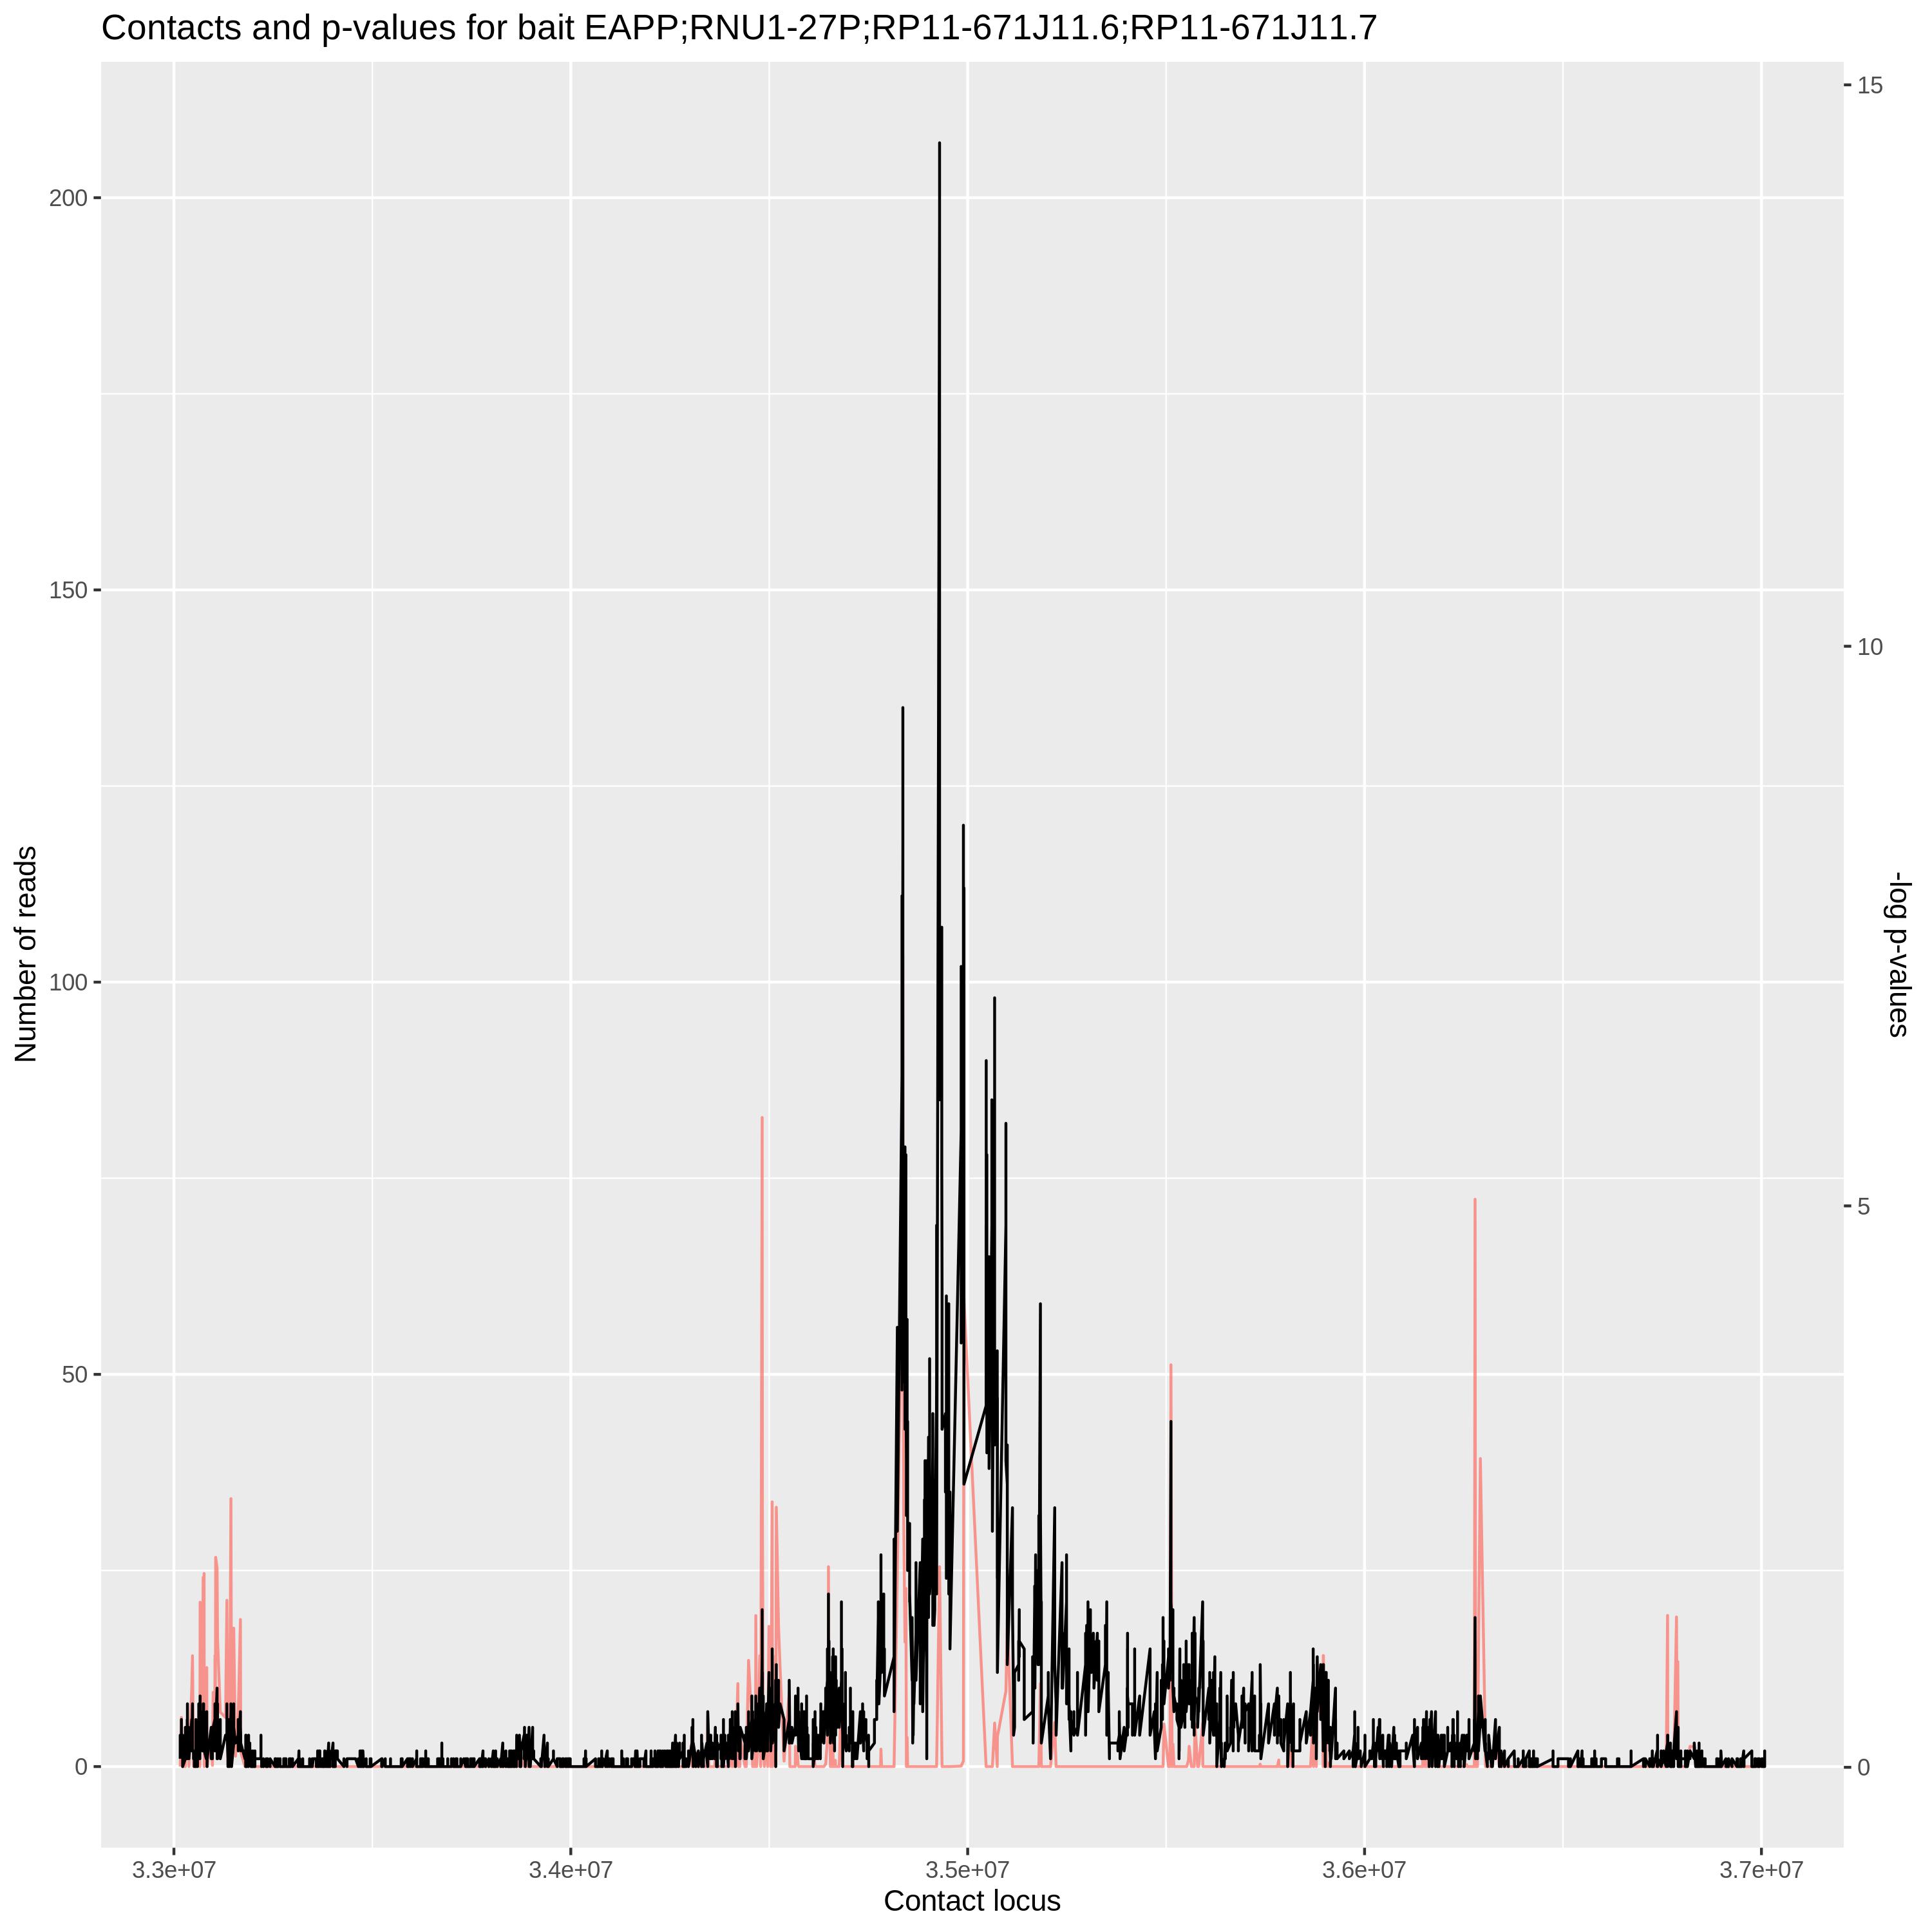 Contacts and p-values for bait EAPP;RNU1-27P;RP11-671J11.6;RP11-671J11.7
15
200
150
10
Number of reads
-log p-values
100
5
50
0
0
3.3e+07
3.4e+07
3.5e+07
3.6e+07
3.7e+07
Contact locus